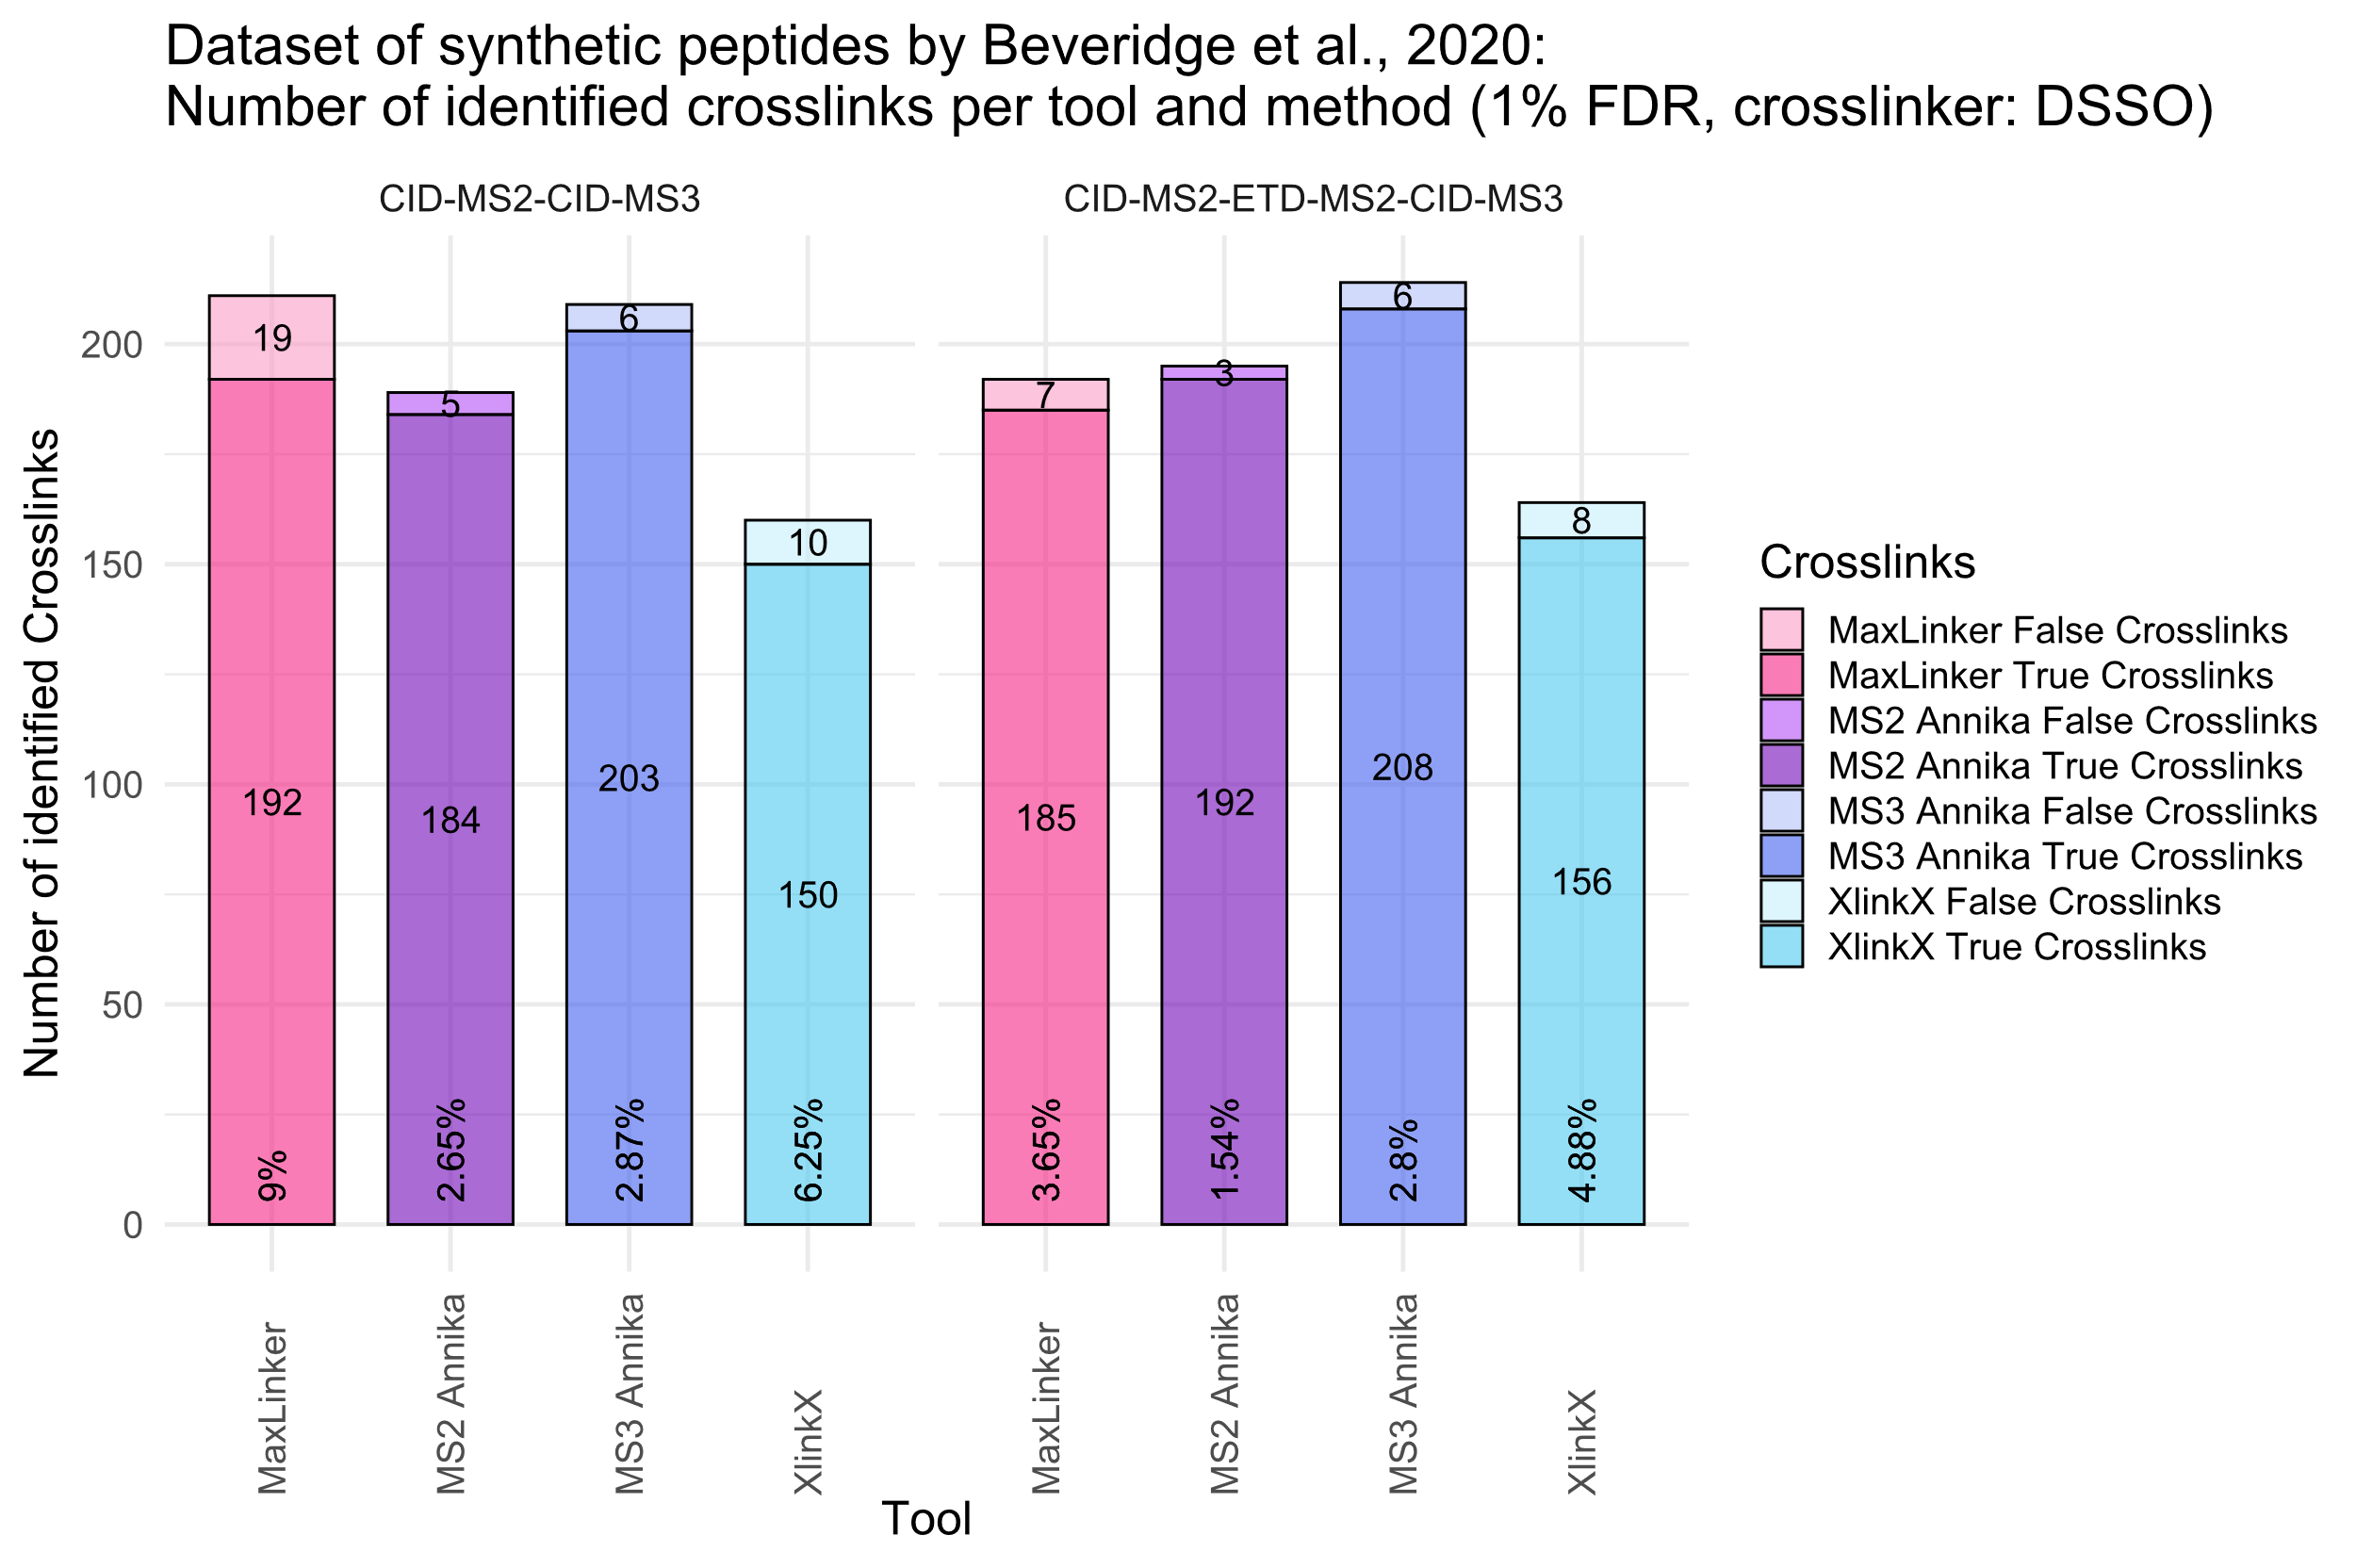 Dataset of synthetic peptides by Beveridge et al., 2020:
Number of identified crosslinks per tool and method (1% FDR, crosslinker: DSSO)
CID-MS2-CID-MS3
CID-MS2-ETD-MS2-CID-MS3
Number of identified Crosslinks
200
150
100
50
0
19
192
9%
5
184
2.65%
6
203
2.87%
10
150
6.25%
7
185
3.65%
3
192
1.54%
6
208
2.8%
8
156
4.88%
MaxLinker
MS2 Annika
MS3 Annika
XlinkX
MaxLinker
MS2 Annika
MS3 Annika
XlinkX
Tool
Crosslinks
MaxLinker False Crosslinks
MaxLinker True Crosslinks
MS2 Annika False Crosslinks
MS2 Annika True Crosslinks
MS3 Annika False Crosslinks
MS3 Annika True Crosslinks
XlinkX False Crosslinks
XlinkX True Crosslinks